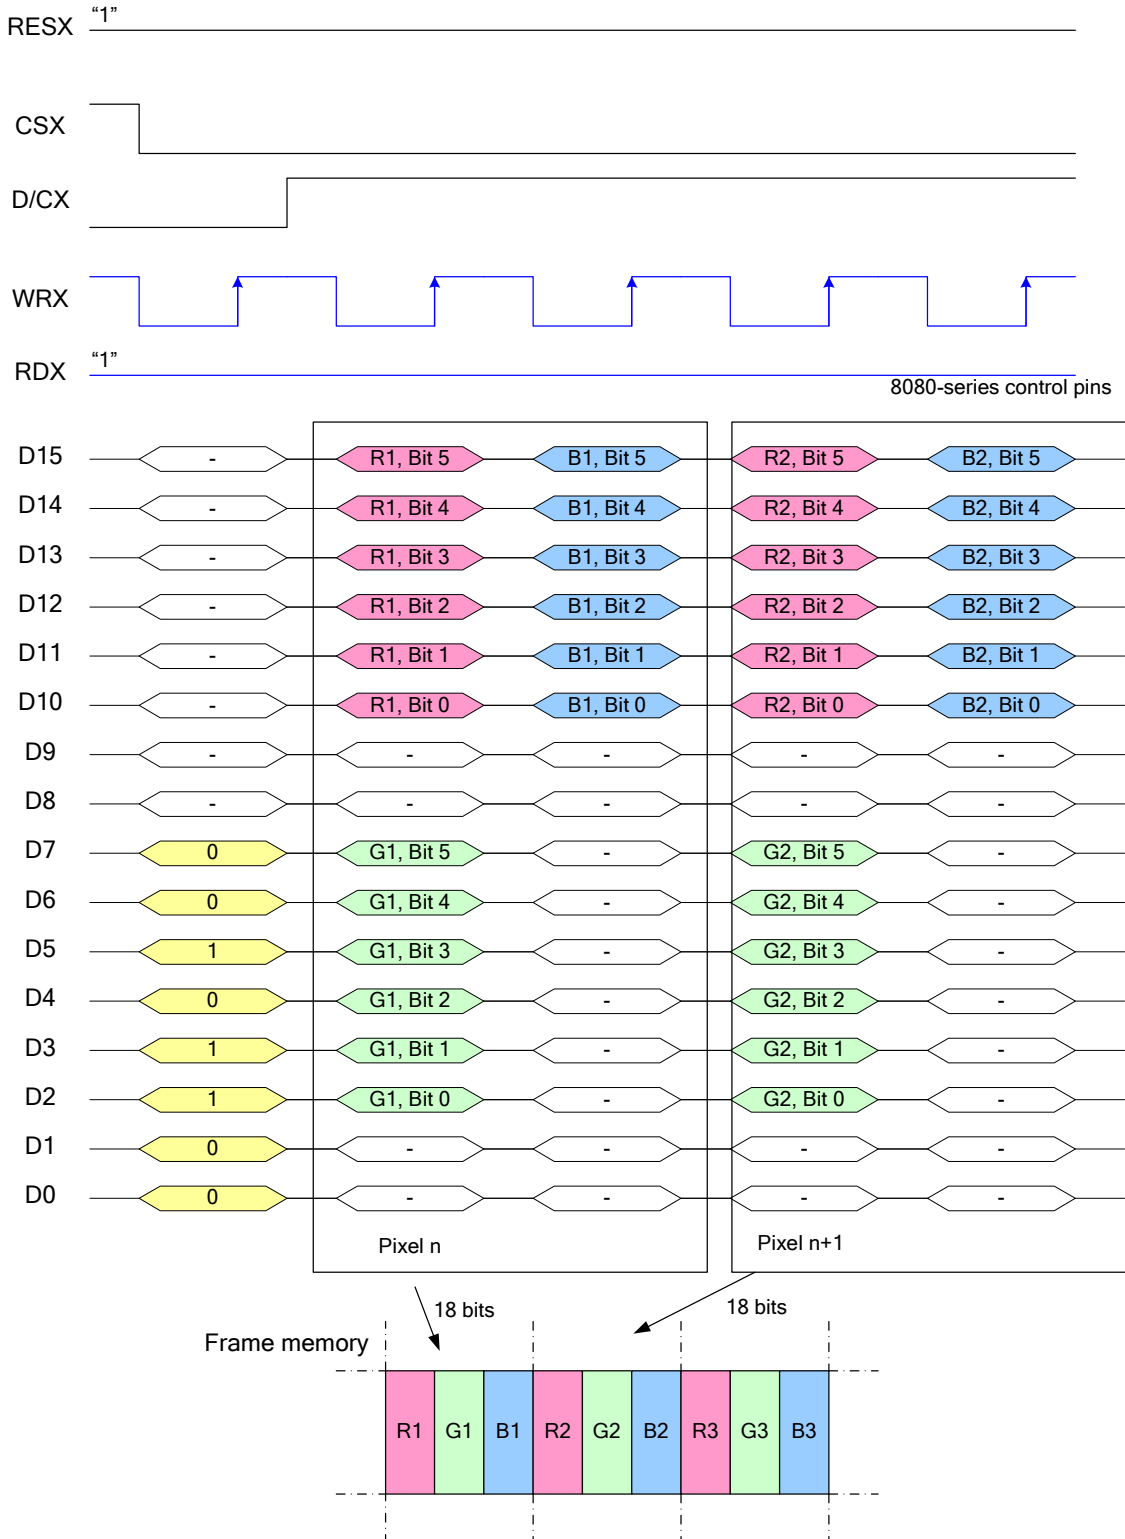 RESX “1”
CSX
D/CX
WRX
RDX “1”
8080-series control pins
D15 - R1, Bit 5 B1, Bit 5 R2, Bit 5 B2, Bit 5
D14 - R1, Bit 4 B1, Bit 4 R2, Bit 4 B2, Bit 4
D13 - R1, Bit 3 B1, Bit 3 R2, Bit 3 B2, Bit 3
D12 - R1, Bit 2 B1, Bit 2 R2, Bit 2 B2, Bit 2
D11 - R1, Bit 1 B1, Bit 1 R2, Bit 1 B2, Bit 1
D10 - R1, Bit 0 B1, Bit 0 R2, Bit 0 B2, Bit 0
D9 - - - - -
D8 - - - - -
D7 0 G1, Bit 5 - G2, Bit 5 -
D6 0 G1, Bit 4 - G2, Bit 4 -
D5 1 G1, Bit 3 - G2, Bit 3 -
D4 0 G1, Bit 2 - G2, Bit 2 -
D3 1 G1, Bit 1 - G2, Bit 1 -
D2 1 G1, Bit 0 - G2, Bit 0 -
D1 0 - - - -
D0 0 - - - -
Pixel n Pixel n+1
18 bits 18 bits
Frame memory
R1 G1 B1 R2 G2 B2 R3 G3 B3